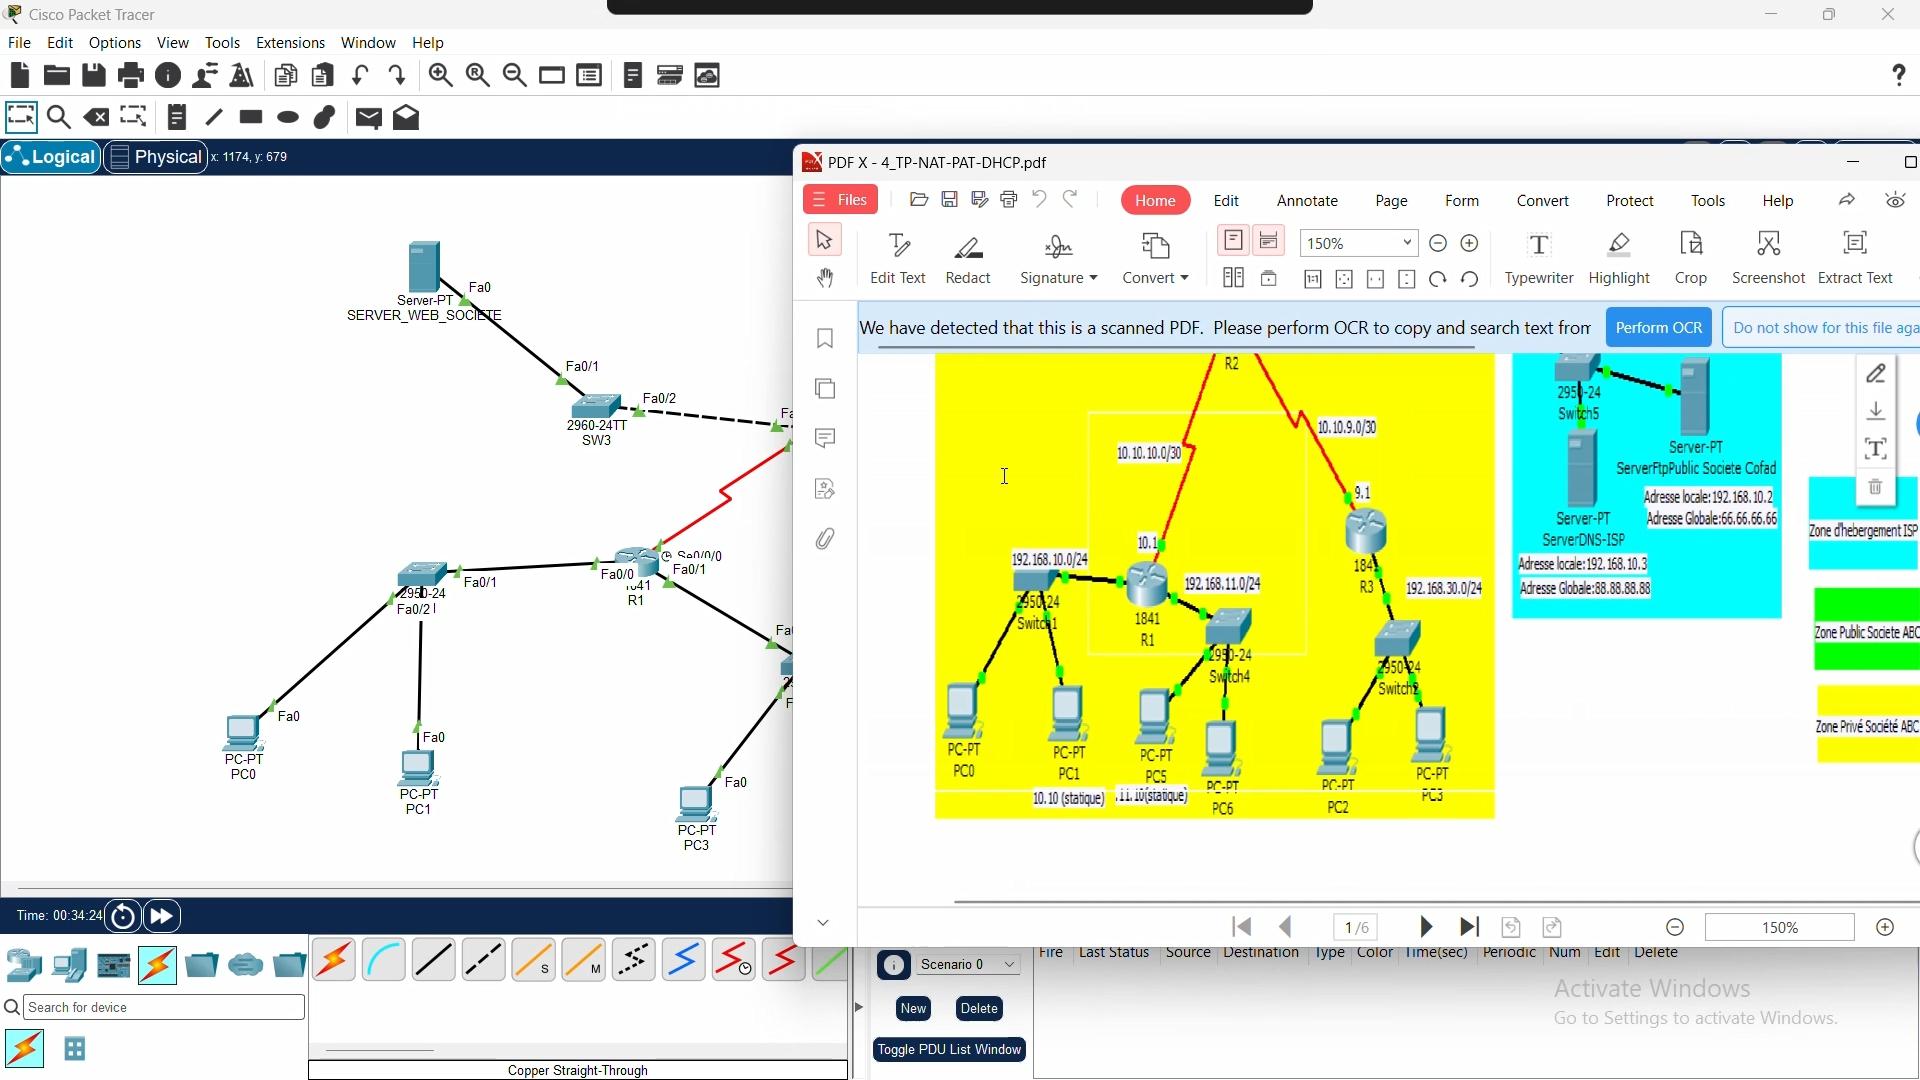 Cisco Packet Tracer
File Edit Options View Tools Extensions Window Help
Logical Physical x: 1174, y: 679
Server-PT
SERVER_WEB_SOCIETE
Fa0
Fa0/1
Fa0/2
2960-24TT
SW3
Fa0/0
Se0/0/0
Fa0/1
R1
2950-24
Fa0/1
Fa0/2
Fa0
PC-PT
PC0
Fa0
PC-PT
PC1
Fa0
PC-PT
PC3
Time: 00:34:24
Search for device
Copper Straight-Through
PDF X - 4_TP-NAT-PAT-DHCP.pdf
Files Home Edit Annotate Page Form Convert Protect Tools Help
150%
Edit Text Redact Signature Convert Typewriter Highlight Crop Screenshot Extract Text
We have detected that this is a scanned PDF. Please perform OCR to copy and search text from
Perform OCR
Do not show for this file aga
R2
10.10.10.0/30
10.10.9.0/30
9.1
10.1
192.168.10.0/24
192.168.11.0/24
192.168.30.0/24
2950-24
Switch1
1841
R1
2950-24
Switch4
1841
R3
2950-24
Switch2
PC-PT
PC0
PC-PT
PC1
PC-PT
PC5
PC-PT
PC6
PC-PT
PC2
PC-PT
PC3
10.10 (statique)
.11.10(statique)
2950-24
Switch5
Server-PT
ServerFtpPublic Societe Cofad
Adresse locale:192.168.10.2
Adresse Globale:66.66.66.66
Server-PT
ServerDNS-ISP
Adresse locale:192.168.10.3
Adresse Globale:88.88.88.88
Zone d'hebergement ISP
Zone Public Societe ABC
Zone Privé Société ABC
1/6
150%
Scenario 0
New Delete
Toggle PDU List Window
Fire Last Status Source Destination Type Color Time(sec) Periodic Num Edit Delete
Activate Windows
Go to Settings to activate Windows.